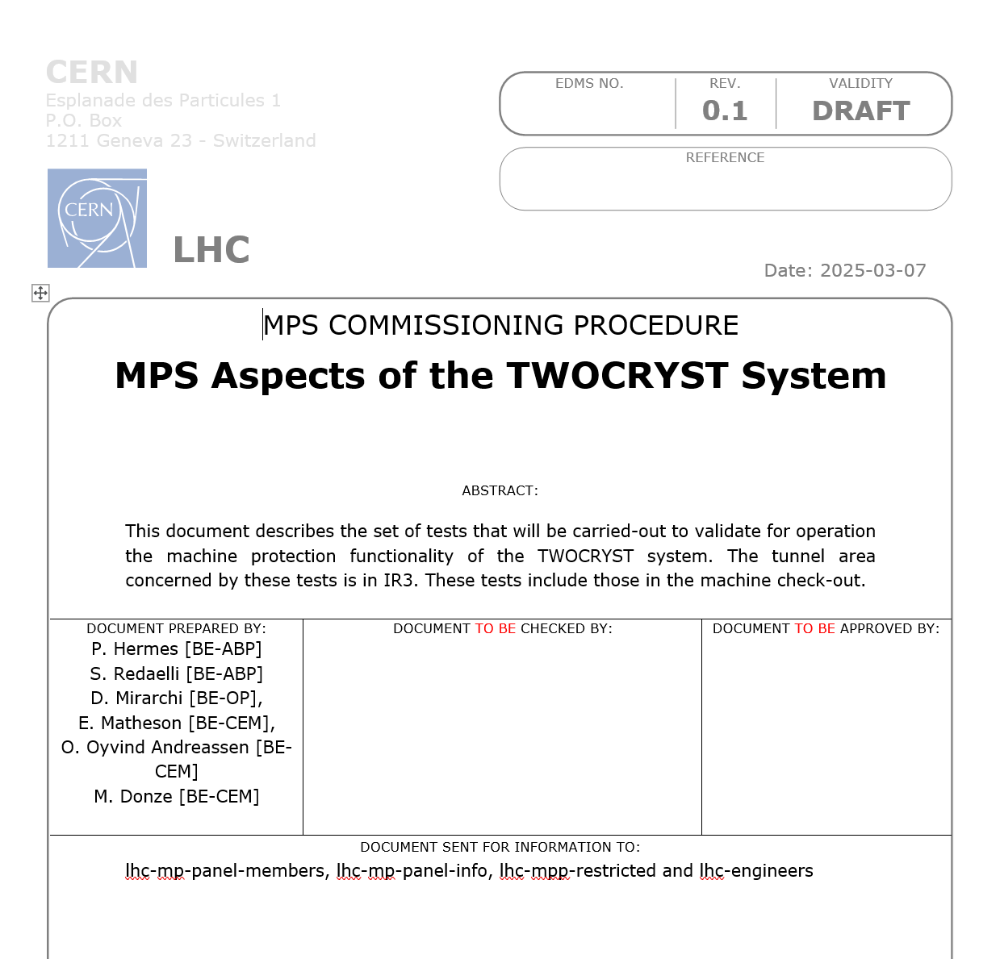 CERN
Esplanade des Particules 1
P.O. Box
1211 Geneva 23 - Switzerland
EDMS NO.
REV.
VALIDITY
0.1
DRAFT
REFERENCE
CERN
LHC
Date: 2025-03-07
MPS COMMISSIONING PROCEDURE
MPS Aspects of the TWOCRYST System
ABSTRACT:
This document describes the set of tests that will be carried-out to validate for operation
the machine protection functionality of the TWOCRYST system. The tunnel area
concerned by these tests is in IR3. These tests include those in the machine check-out.
DOCUMENT PREPARED BY:
P. Hermes [BE-ABP]
S. Redaelli [BE-ABP]
D. Mirarchi [BE-OP],
E. Matheson [BE-CEM],
O. Oyvind Andreassen [BE-
CEM]
M. Donze [BE-CEM]
DOCUMENT TO BE CHECKED BY:
DOCUMENT TO BE APPROVED BY:
DOCUMENT SENT FOR INFORMATION TO:
lhc-mp-panel-members, lhc-mp-panel-info, lhc-mpp-restricted and lhc-engineers